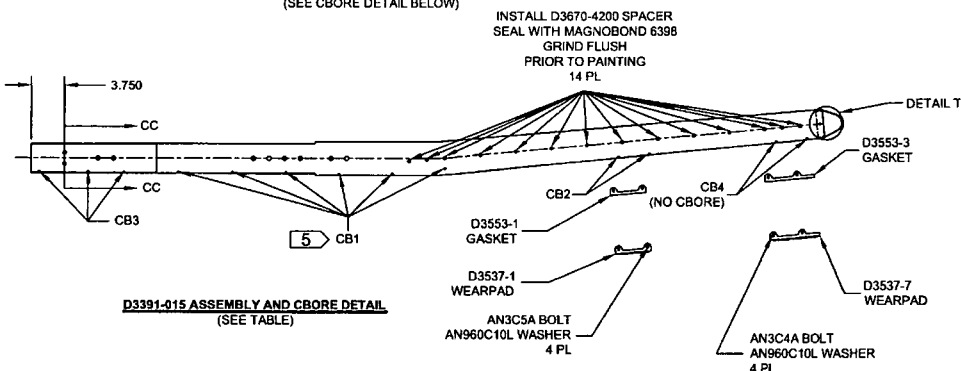 (SEE CBORE DETAIL BELOW)
INSTALL D3670-4200 SPACER
SEAL WITH MAGNOBOND 6398
GRIND FLUSH
PRIOR TO PAINTING
14 PL
3.750
DETAIL T
CC
D3553-3
GASKET
CC
CB2
CB4
(NO CBORE)
CB3
5
CB1
D3553-1
GASKET
D3537-1
WEARPAD
D3537-7
WEARPAD
D3391-015 ASSEMBLY AND CBORE DETAIL
(SEE TABLE)
AN3C5A BOLT
AN960C10L WASHER
4 PL
AN3C4A BOLT
AN960C10L WASHER
4 PL